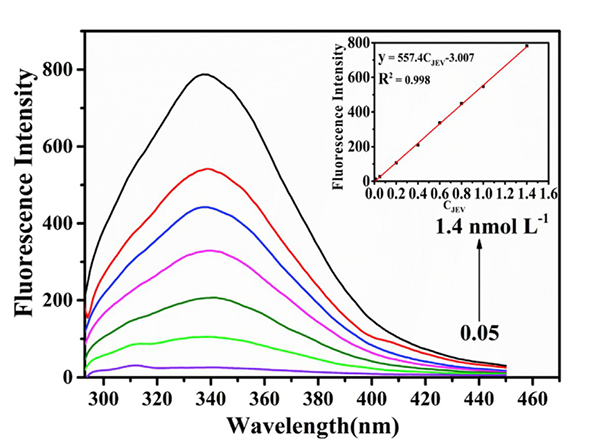 Fluorescence Intensity
800
600
400
200
0
300 320 340 360 380 400 420 440 460
Wavelength(nm)
Fluorescence Intensity
800
600
400
200
0
0.0 0.2 0.4 0.6 0.8 1.0 1.2 1.4 1.6
C_JEV
y = 557.4C_JEV-3.007
R² = 0.998
1.4 nmol L⁻¹
0.05